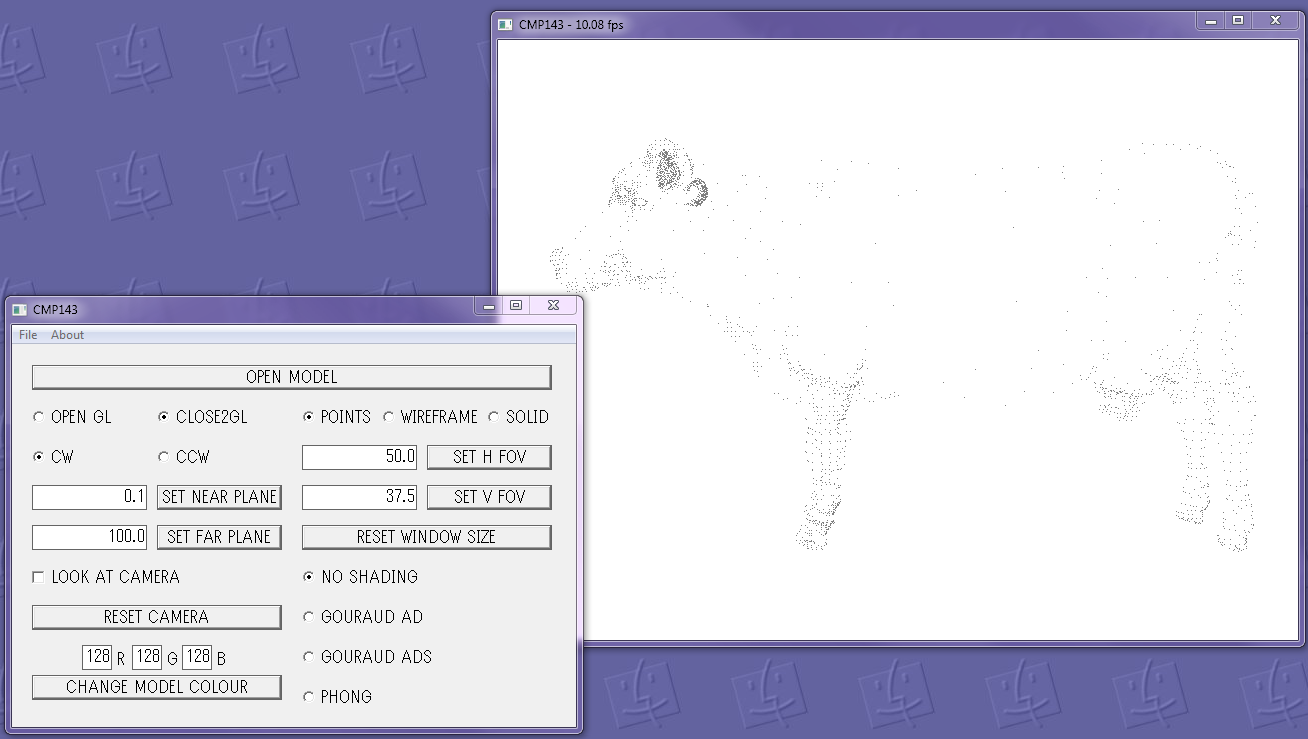 CMP143 - 10.08 fps
CMP143
File About
OPEN MODEL
OPEN GL CLOSE2GL POINTS WIREFRAME SOLID
CW CCW 50.0 SET H FOV
0.1 SET NEAR PLANE 37.5 SET V FOV
100.0 SET FAR PLANE RESET WINDOW SIZE
LOOK AT CAMERA NO SHADING
RESET CAMERA GOURAUD AD
128 R 128 G 128 B GOURAUD ADS
CHANGE MODEL COLOUR PHONG